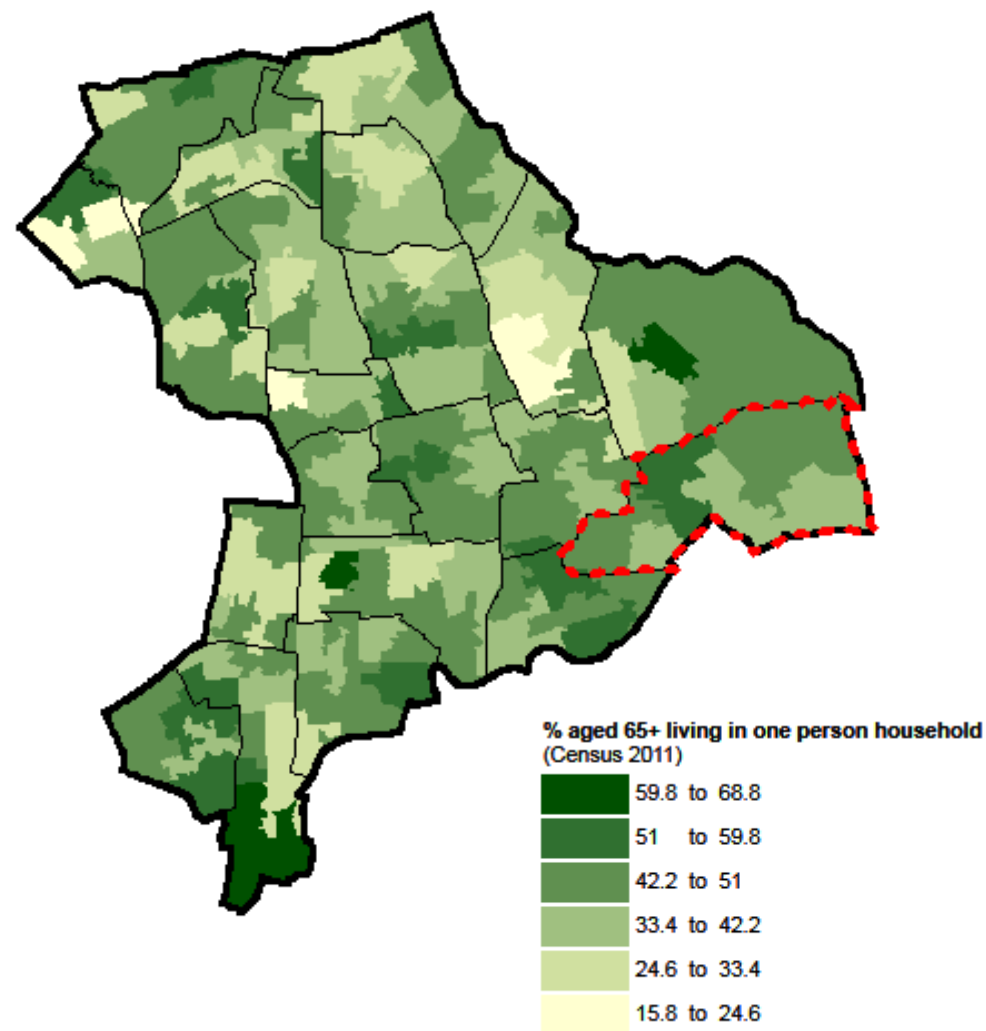 % aged 65+ living in one person household
(Census 2011)
59.8 to 68.8
51 to 59.8
42.2 to 51
33.4 to 42.2
24.6 to 33.4
15.8 to 24.6